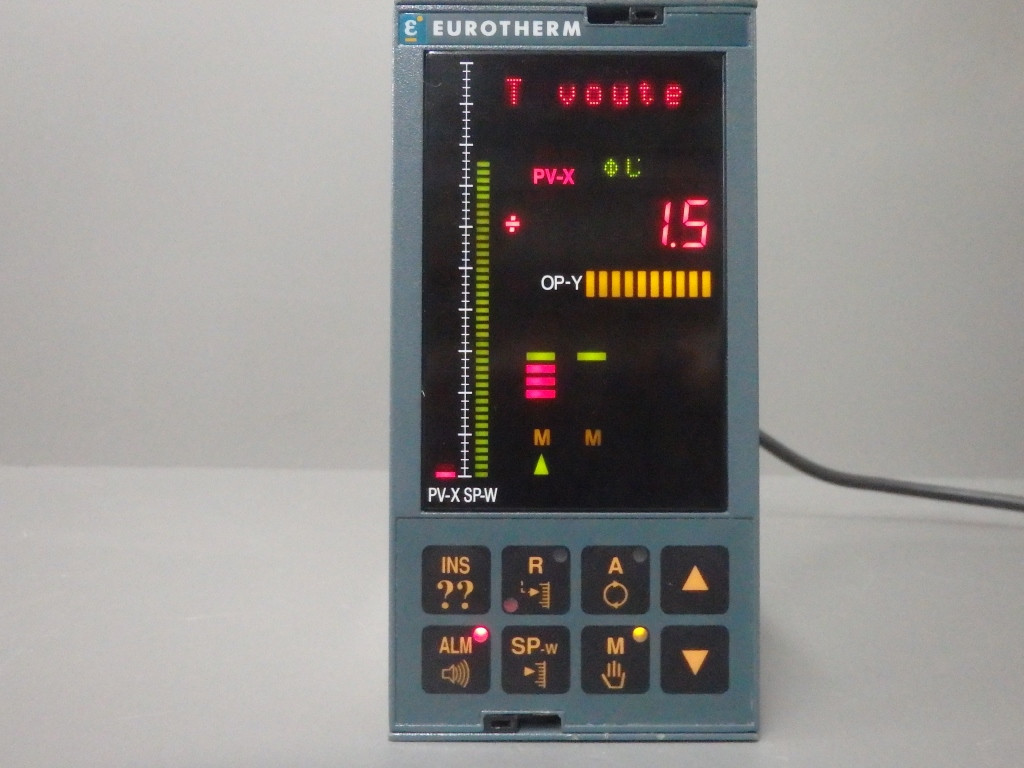 EUROTHERM
T voute
PV-X
÷ 1.5
OP-Y
M M
PV-X SP-W
INS R A
??
ALM SP-W M